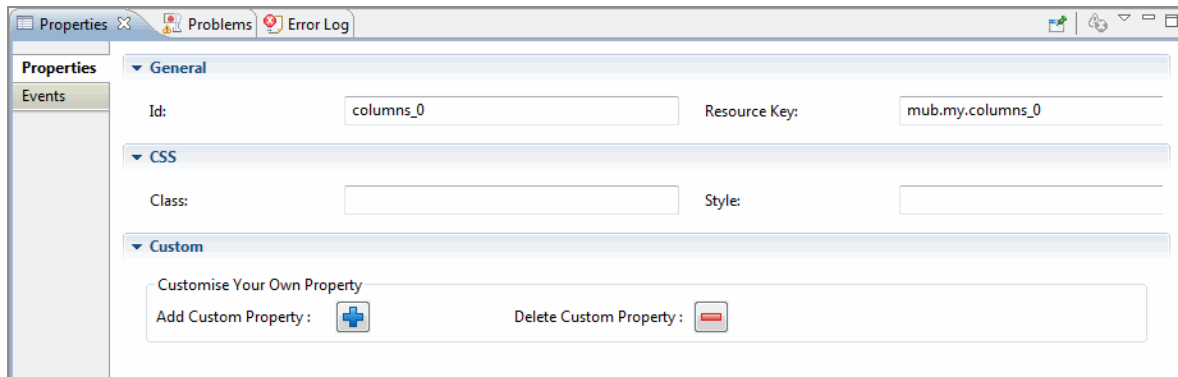 Properties Problems Error Log
Properties
Events
General
Id: columns_0 Resource Key: mub.my.columns_0
CSS
Class: Style:
Custom
Customise Your Own Property
Add Custom Property : Delete Custom Property :